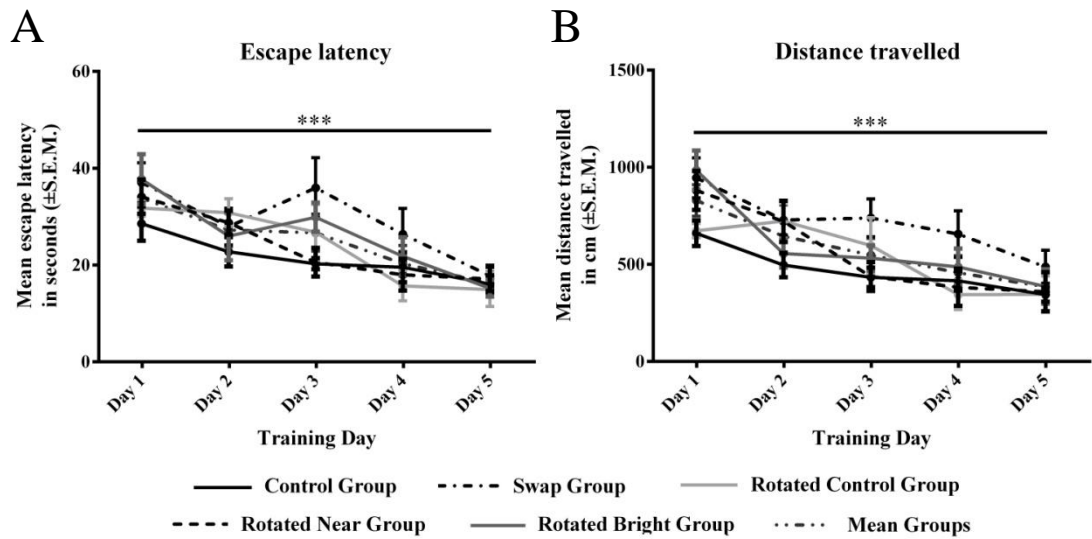 A
Escape latency
60
40
20
0
***
Mean escape latency
in seconds (±S.E.M.)
Day 1
Day 2
Day 3
Day 4
Day 5
Training Day
B
Distance travelled
1500
1000
500
0
***
Mean distance travelled
in cm (±S.E.M.)
Day 1
Day 2
Day 3
Day 4
Day 5
Training Day
Control Group
Swap Group
Rotated Control Group
Rotated Near Group
Rotated Bright Group
Mean Groups